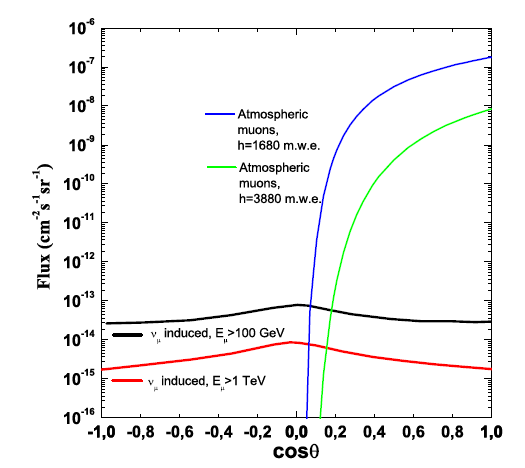 10⁻⁶
10⁻⁷
10⁻⁸
10⁻⁹
10⁻¹⁰
10⁻¹¹
10⁻¹²
10⁻¹³
10⁻¹⁴
10⁻¹⁵
10⁻¹⁶
Flux (cm⁻²s⁻¹sr⁻¹)
Atmospheric
muons,
h=1680 m.w.e.
Atmospheric
muons,
h=3880 m.w.e.
νμ induced, Eμ>100 GeV
νμ induced, Eμ>1 TeV
-1,0 -0,8 -0,6 -0,4 -0,2 0,0 0,2 0,4 0,6 0,8 1,0
cosθ